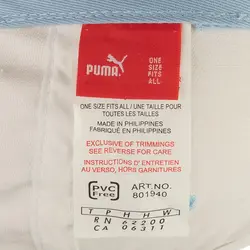 PUMA
ONE
SIZE
FITS
ALL
ONE SIZE FITS ALL / UNE TAILLE POUR
TOUTES LES TAILLES
MADE IN PHILIPPINES
FABRIQUÉ EN PHILIPPINES
EXCLUSIVE OF TRIMMINGS
SEE REVERSE FOR CARE
INSTRUCTIONS D'ENTRETIEN
AU VERSO, HORS GARNITURES
PVC
Free
ART.NO.
801940
T P H H W
RN 62200
CA 06311